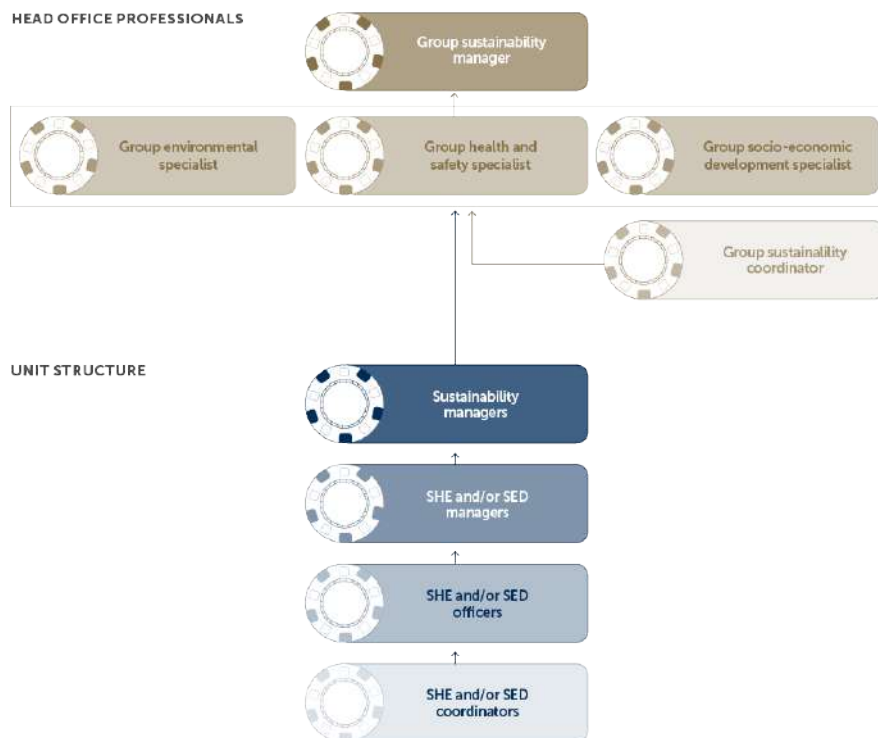 HEAD OFFICE PROFESSIONALS
Group sustainability
manager
Group environmental
specialist
Group health and
safety specialist
Group socio-economic
development specialist
Group sustainalility
coordinator
UNIT STRUCTURE
Sustainability
managers
SHE and/or SED
managers
SHE and/or SED
officers
SHE and/or SED
coordinators